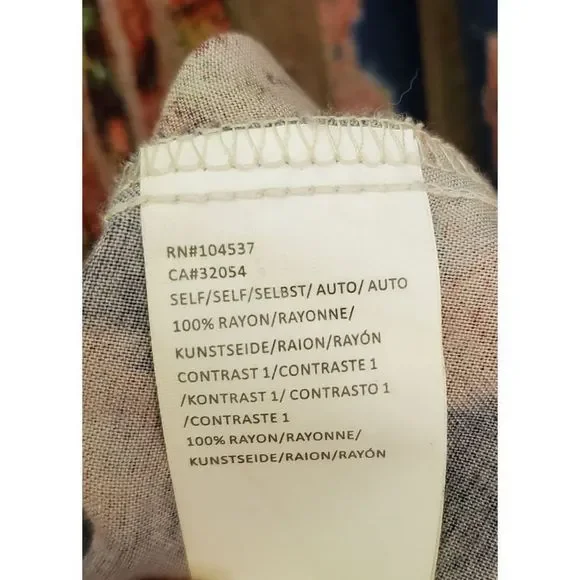 RN#104537
CA#32054
SELF/SELF/SELBST/ AUTO/ AUTO
100% RAYON/RAYONNE/
KUNSTSEIDE/RAION/RAYÓN
CONTRAST 1/CONTRASTE 1
/KONTRAST 1/ CONTRASTO 1
/CONTRASTE 1
100% RAYON/RAYONNE/
KUNSTSEIDE/RAION/RAYÓN